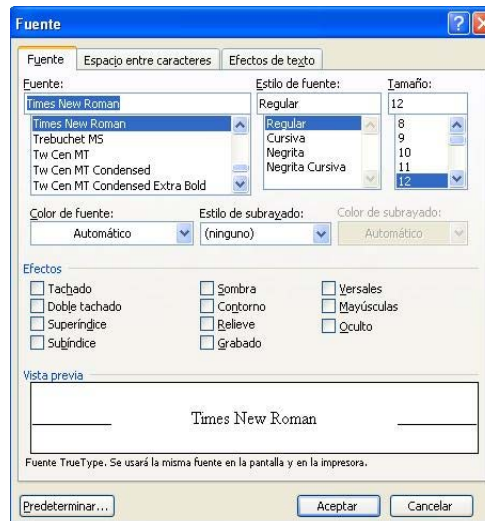 Fuente
Fuente Espacio entre caracteres Efectos de texto
Fuente: Estilo de fuente: Tamaño:
Times New Roman Regular 12
Times New Roman Regular 8
Trebuchet MS Cursiva 9
Tw Cen MT Negrita 10
Tw Cen MT Condensed Negrita Cursiva 11
Tw Cen MT Condensed Extra Bold 12
Color de fuente: Estilo de subrayado: Color de subrayado:
Automático (ninguno) Automático
Efectos
Tachado Sombra Versales
Doble tachado Contorno Mayúsculas
Superíndice Relieve Oculto
Subíndice Grabado
Vista previa
Times New Roman
Fuente TrueType. Se usará la misma fuente en la pantalla y en la impresora.
Predeterminar... Aceptar Cancelar